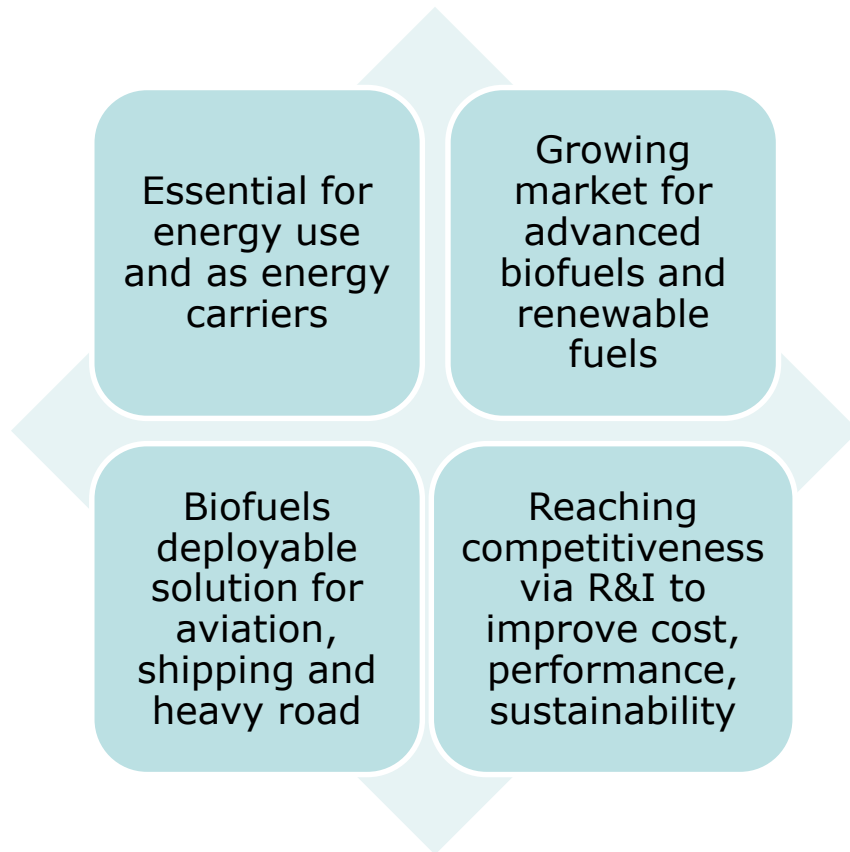 Essential for
energy use
and as energy
carriers
Growing
market for
advanced
biofuels and
renewable
fuels
Biofuels
deployable
solution for
aviation,
shipping and
heavy road
Reaching
competitiveness
via R&I to
improve cost,
performance,
sustainability